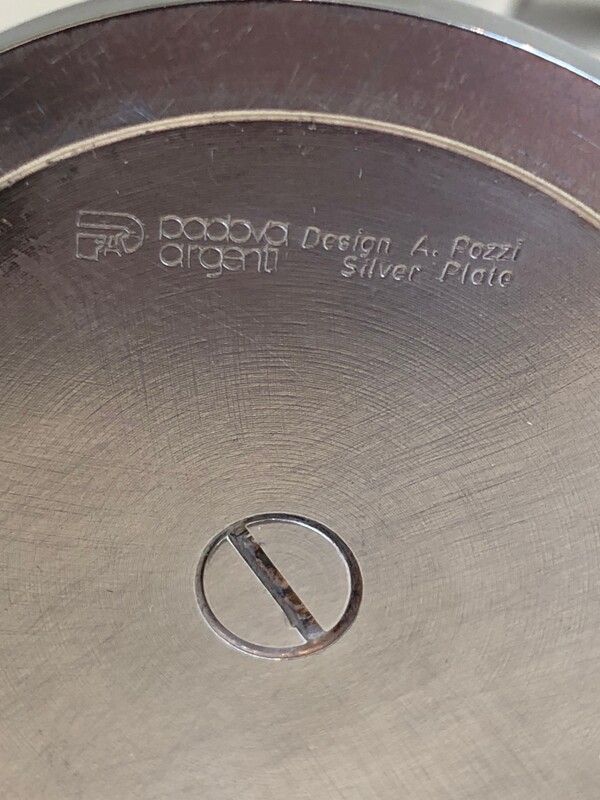 padova
argenti
Design A. Pozzi
Silver Plate